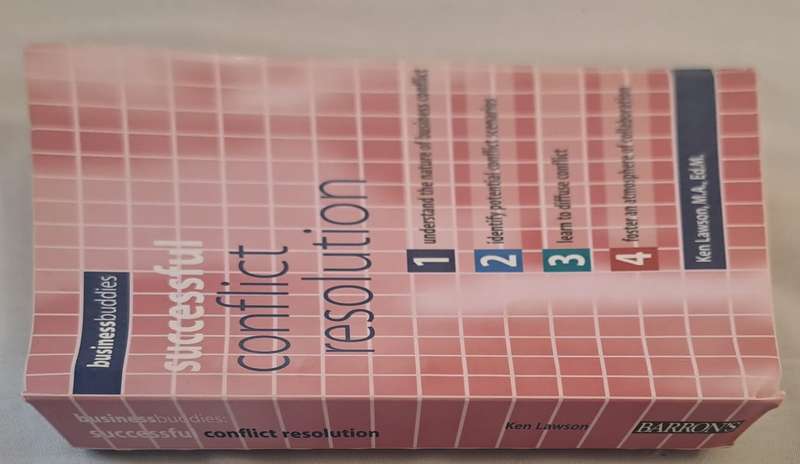 businessbuddies
successful
conflict
resolution
1 understand the nature of business conflict
2 identify potential conflict scenarios
3 learn to diffuse conflict
4 foster an atmosphere of collaboration
Ken Lawson, M.A., Ed.M.
businessbuddies:
successful conflict resolution
Ken Lawson
BARRON'S